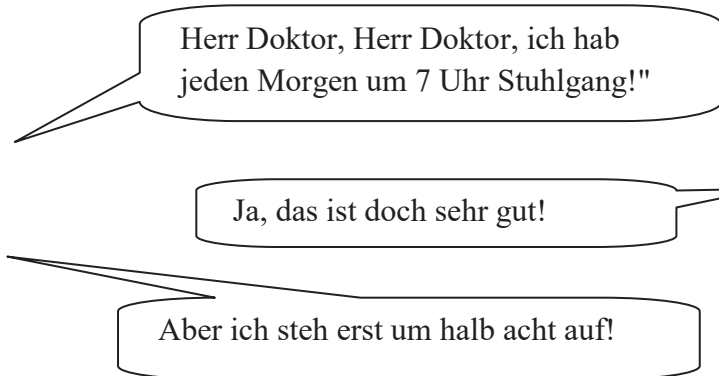 Herr Doktor, Herr Doktor, ich hab
jeden Morgen um 7 Uhr Stuhlgang!"
Ja, das ist doch sehr gut!
Aber ich steh erst um halb acht auf!